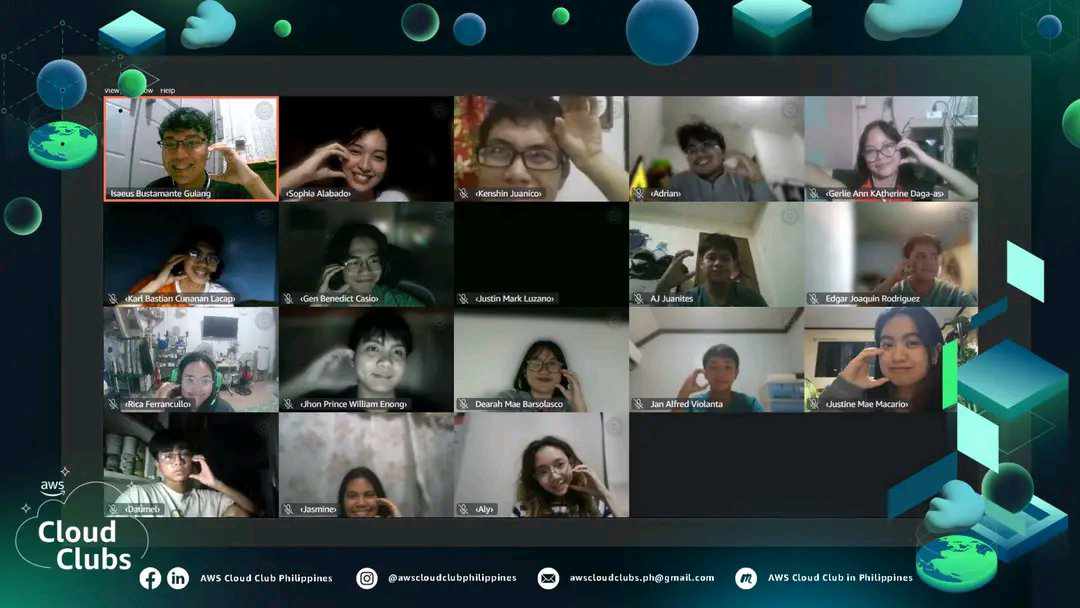 View
Help
Isaeus Bustamante Gulang
‹Sophia Alabado›
‹Kenshin Juanico›
‹Adrian›
‹Gerlie Ann KAtherine Daga-as›
‹Karl Bastian Cunanan Lacap›
‹Gen Benedict Casio›
‹Justin Mark Luzano›
AJ Juanites
Edgar Joaquin Rodriguez
‹Rica Ferrancullo›
‹Jhon Prince William Enong›
Dearah Mae Barsolasco
Jan Alfred Violanta
‹Justine Mae Macario›
‹Daumel›
‹Jasmine›
‹Aly›
aws
Cloud
Clubs
AWS Cloud Club Philippines
@awscloudclubphilippines
awscloudclubs.ph@gmail.com
AWS Cloud Club in Philippines